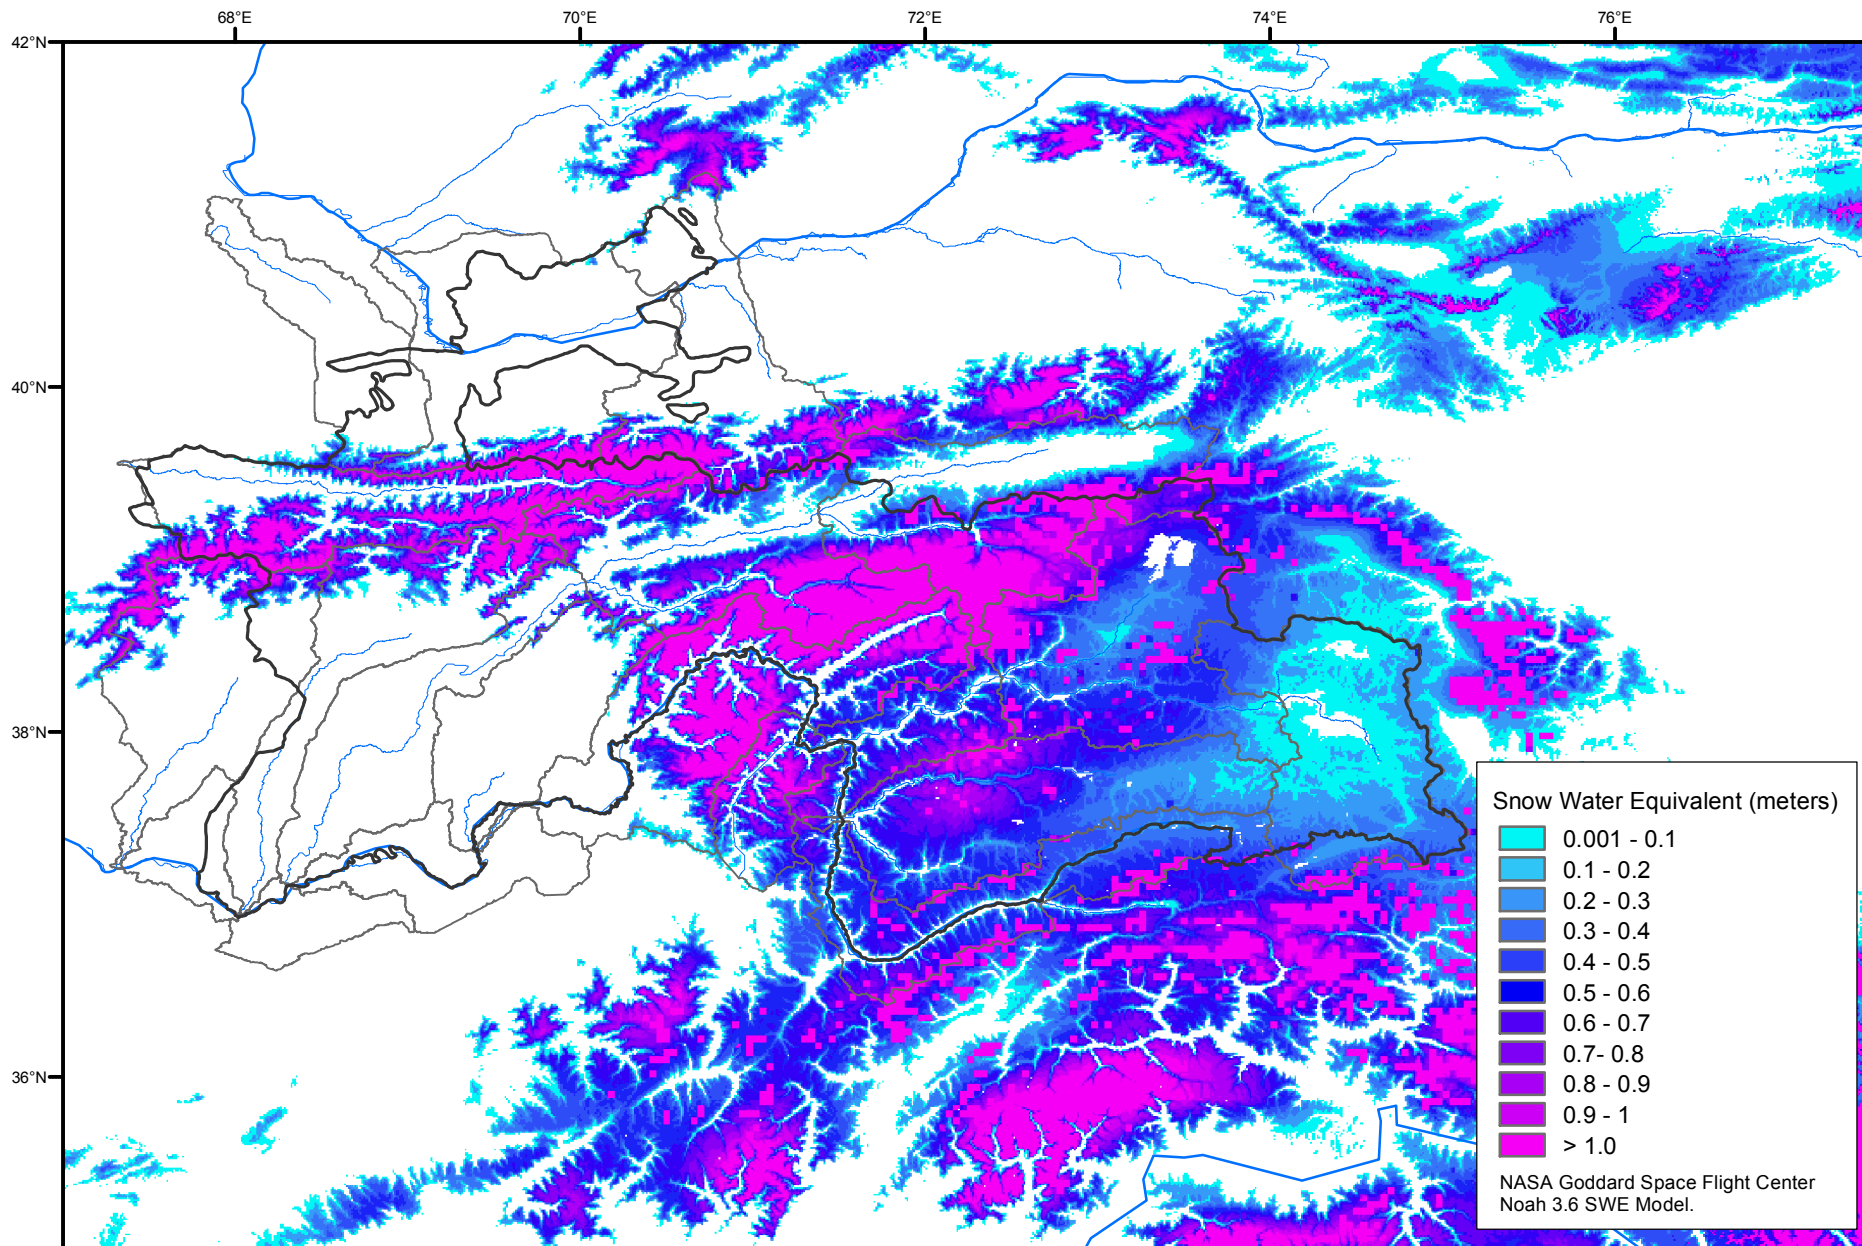 68°E
70°E
72°E
74°E
76°E
42°N
40°N
38°N
36°N
Snow Water Equivalent (meters)
0.001 - 0.1
0.1 - 0.2
0.2 - 0.3
0.3 - 0.4
0.4 - 0.5
0.5 - 0.6
0.6 - 0.7
0.7- 0.8
0.8 - 0.9
0.9 - 1
> 1.0
NASA Goddard Space Flight Center
Noah 3.6 SWE Model.